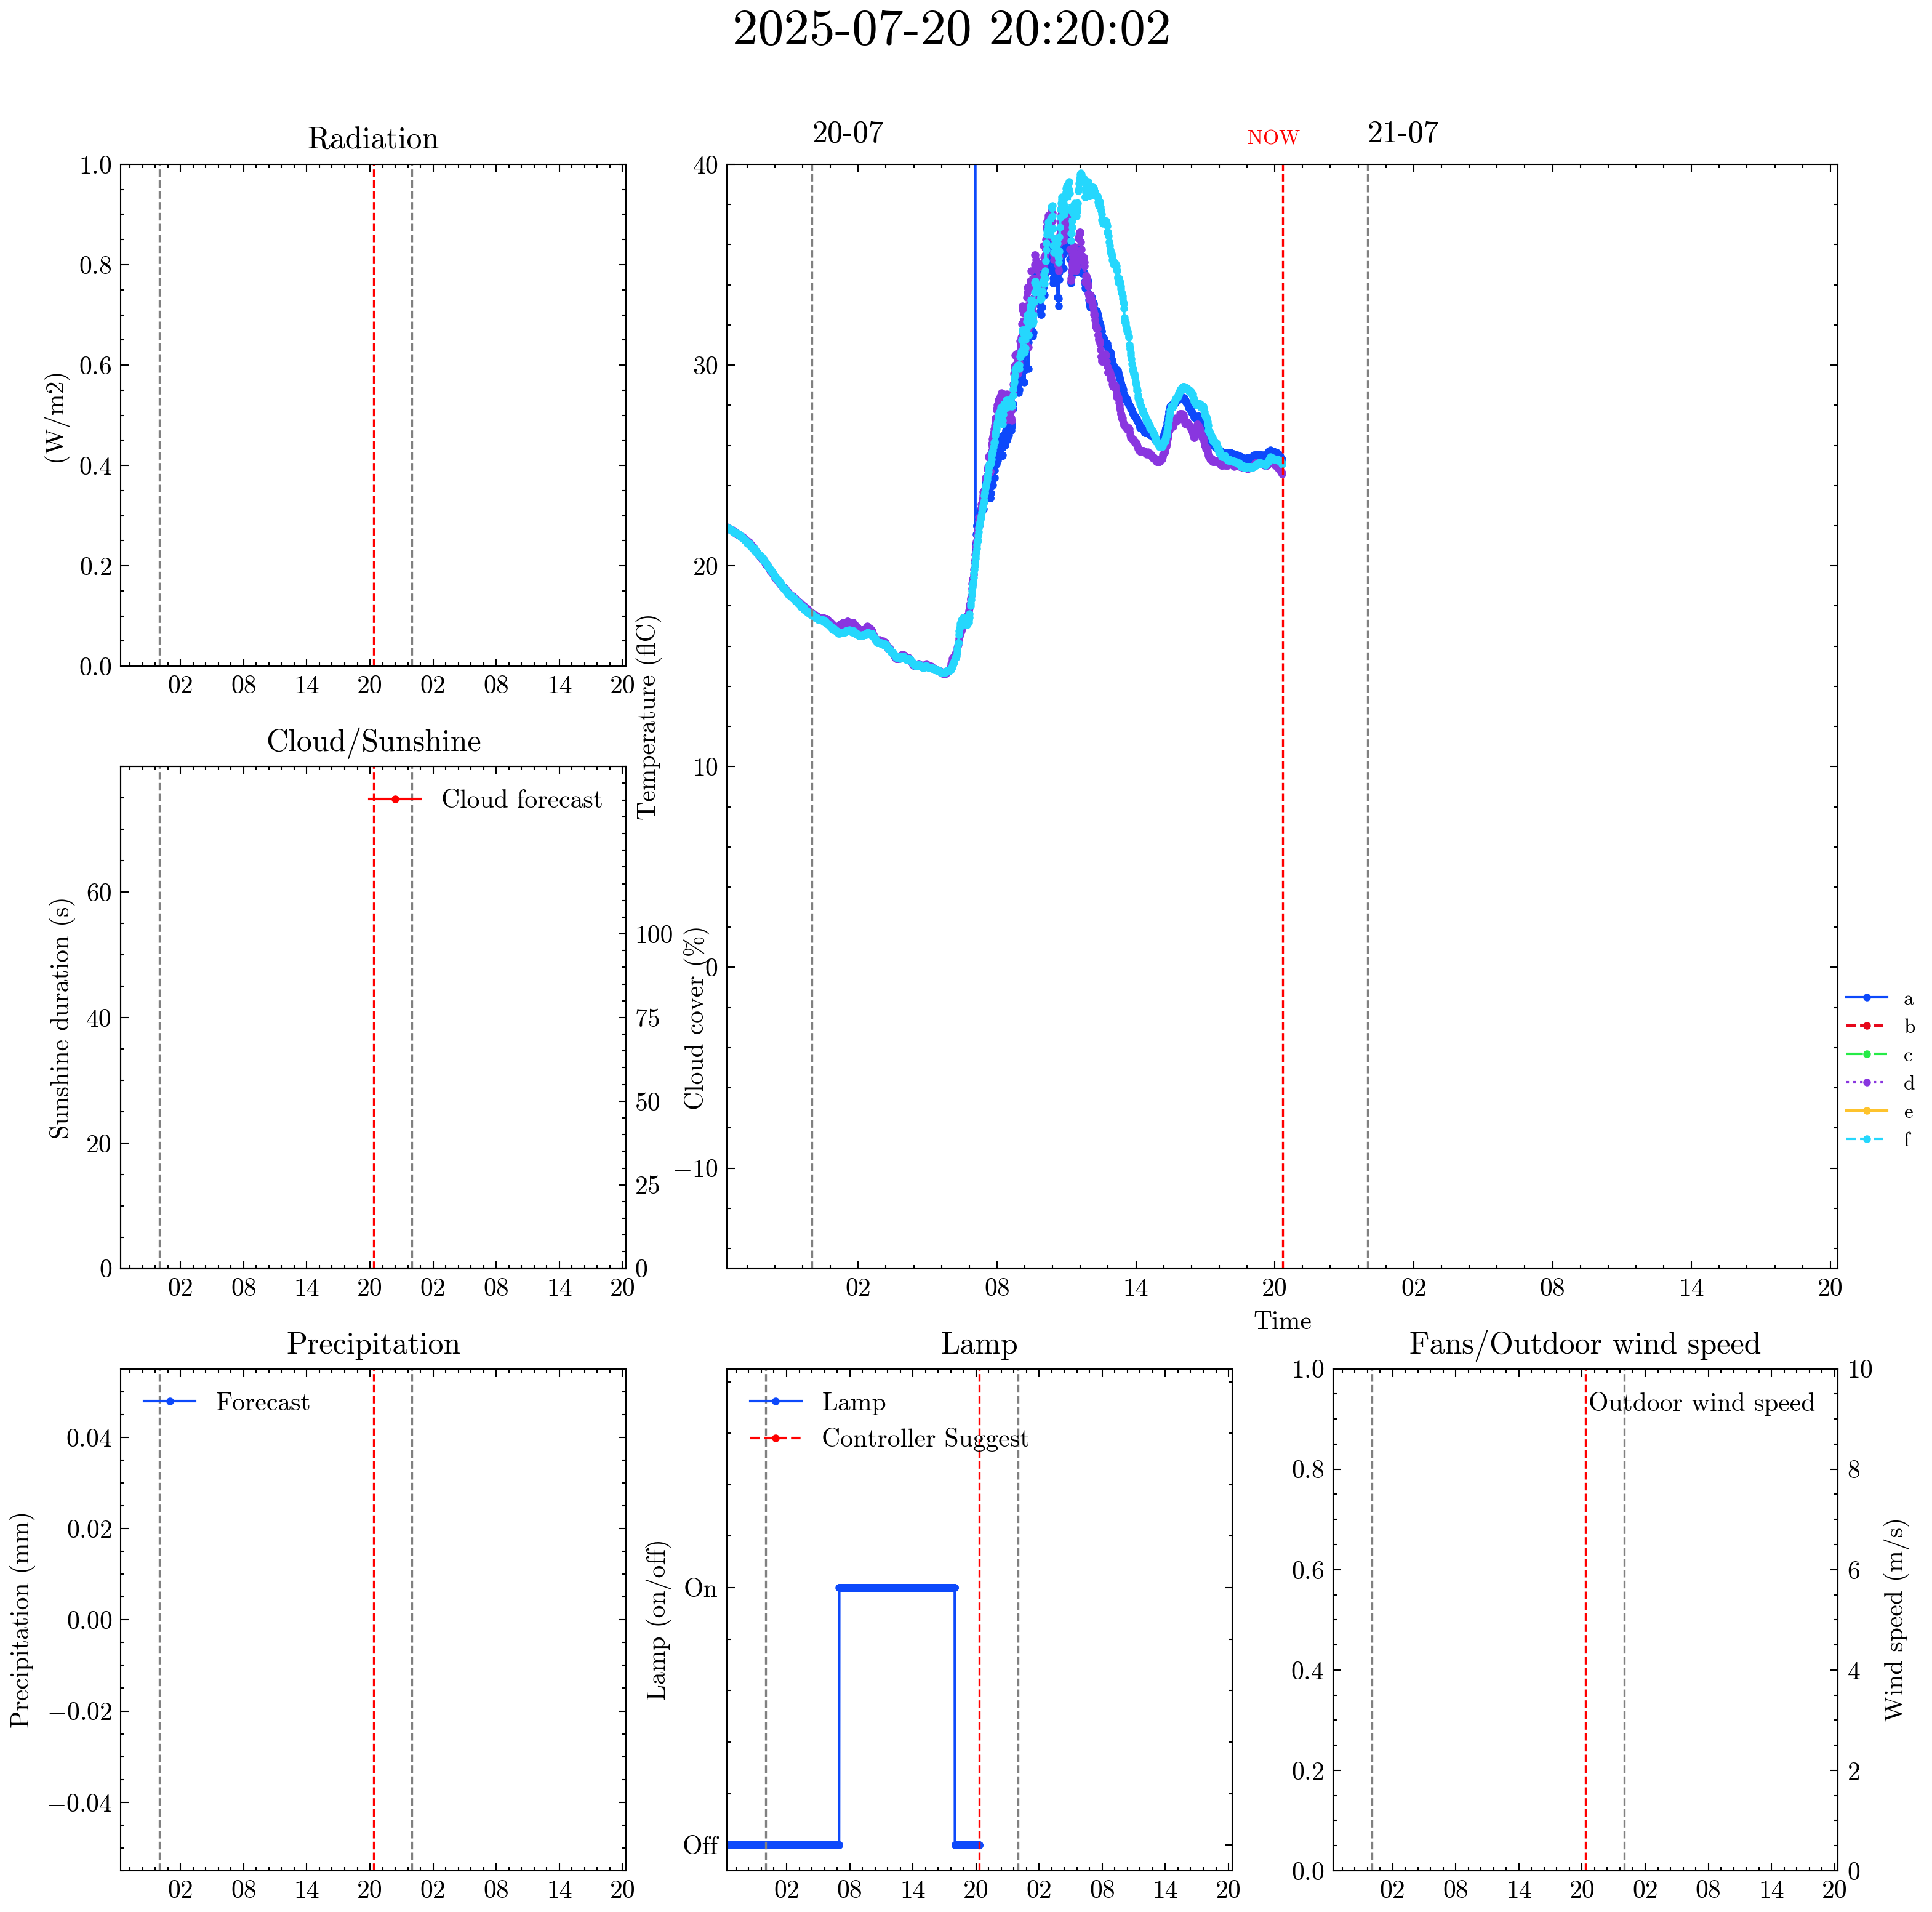 2025-07-20 20:20:02
Radiation
1.0
0.8
0.6
0.4
0.2
0.0
(W/m2)
02 08 14 20 02 08 14 20
20-07 NOW 21-07
40
30
20
10
0
−10
Temperature (flC)
02 08 14 20 02 08 14 20
Time
a
b
c
d
e
f
Cloud/Sunshine
Cloud forecast
60
40
20
0
Sunshine duration (s)
100
75
50
25
0
Cloud cover (%)
02 08 14 20 02 08 14 20
Precipitation
Forecast
0.04
0.02
0.00
−0.02
−0.04
Precipitation (mm)
02 08 14 20 02 08 14 20
Lamp
Lamp
Controller Suggest
On
Off
Lamp (on/off)
02 08 14 20 02 08 14 20
Fans/Outdoor wind speed
Outdoor wind speed
1.0
0.8
0.6
0.4
0.2
0.0
10
8
6
4
2
0
Wind speed (m/s)
02 08 14 20 02 08 14 20